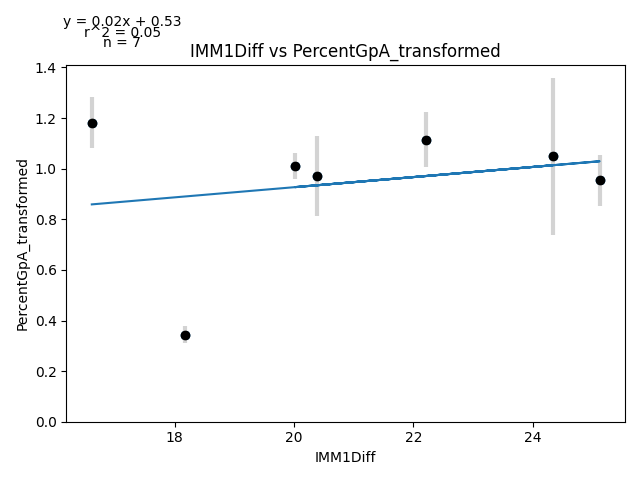 y = 0.02x + 0.53
r^2 = 0.05
n = 7
IMM1Diff vs PercentGpA_transformed
PercentGpA_transformed
1.4
1.2
1.0
0.8
0.6
0.4
0.2
0.0
18
20
22
24
IMM1Diff